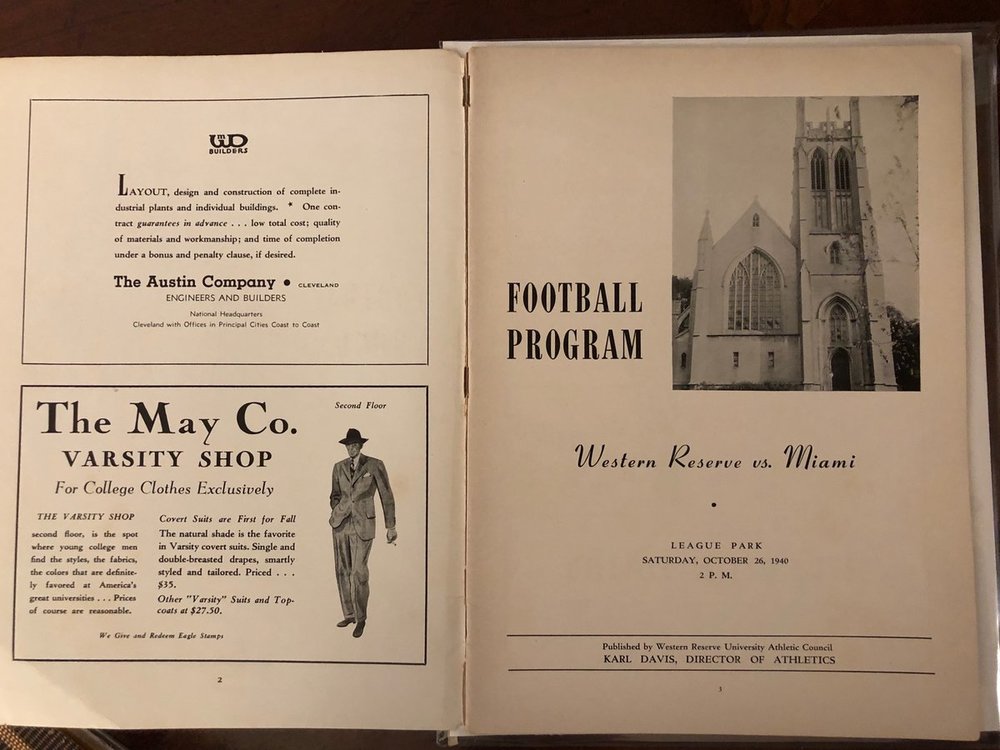 WmD
BUILDERS
LAYOUT, design and construction of complete in-
dustrial plants and individual buildings. * One con-
tract guarantees in advance . . . low total cost; quality
of materials and workmanship; and time of completion
under a bonus and penalty clause, if desired.
The Austin Company • CLEVELAND
ENGINEERS AND BUILDERS
National Headquarters
Cleveland with Offices in Principal Cities Coast to Coast
The May Co.
Second Floor
VARSITY SHOP
For College Clothes Exclusively
THE VARSITY SHOP
second floor, is the spot
where young college men
find the styles, the fabrics,
the colors that are definite-
ly favored at America's
great universities . . . Prices
of course are reasonable.
Covert Suits are First for Fall
The natural shade is the favorite
in Varsity covert suits. Single and
double-breasted drapes, smartly
styled and tailored. Priced . . .
$35.
Other "Varsity" Suits and Top-
coats at $27.50.
We Give and Redeem Eagle Stamps
2
FOOTBALL
PROGRAM
Western Reserve vs. Miami
•
LEAGUE PARK
SATURDAY, OCTOBER 26, 1940
2 P. M.
Published by Western Reserve University Athletic Council
KARL DAVIS, DIRECTOR OF ATHLETICS
3